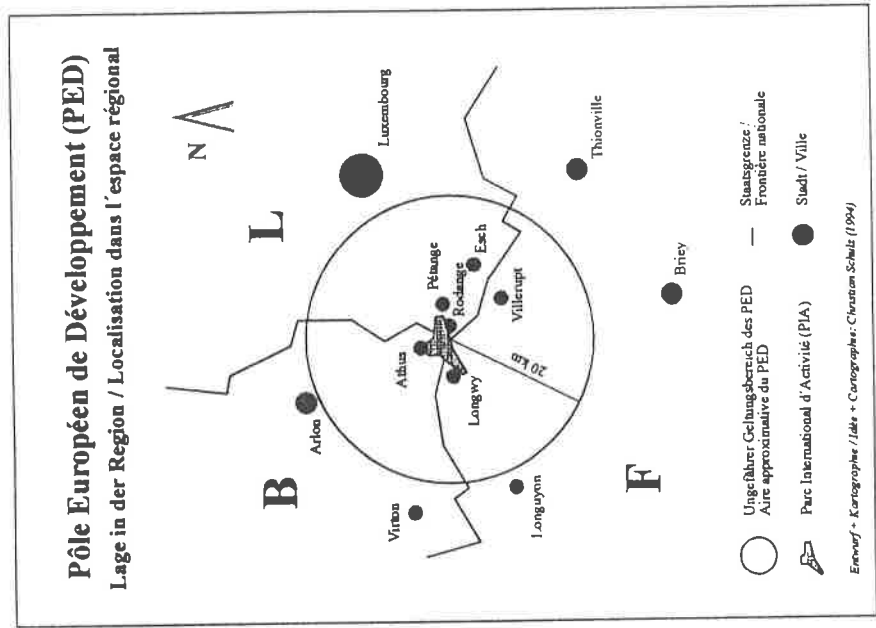 Pôle Européen de Développement (PED)
Lage in der Region / Localisation dans l'espace régional
N
B
L
F
Luxembourg
Arlon
Virton
Athus
Pétange
Rodange
Esch
Longwy
Villerupt
Longuyon
Thionville
Briey
20 km
Ungefährer Geltungsbereich des PED
Aire approximative du PED
Staatsgrenze /
Frontière nationale
Parc International d'Activité (PIA)
Stadt / Ville
Entwurf + Kartographie / Idée + Cartographie: Christian Schulz (1994)